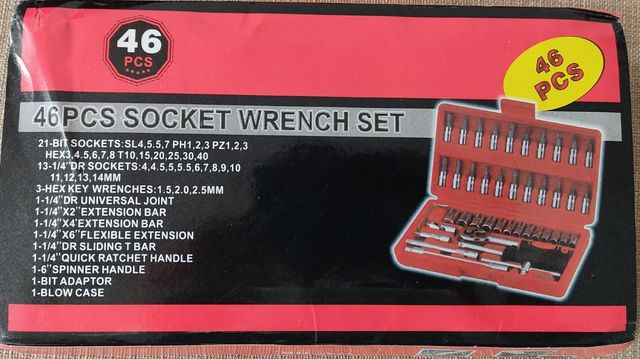 46
PCS
46
PCS
46PCS SOCKET WRENCH SET
21-BIT SOCKETS:SL4,5.5,7 PH1,2,3 PZ1,2,3
HEX3,4.5,6,7,8 T10,15,20,25,30,40
13-1/4"DR SOCKETS:4,4.5,5,5.5,6,7,8,9,10
11,12,13,14MM
3-HEX KEY WRENCHES:1.5,2.0,2.5MM
1-1/4"DR UNIVERSAL JOINT
1-1/4"X2"EXTENSION BAR
1-1/4"X4"EXTENSION BAR
1-1/4"X6"FLEXIBLE EXTENSION
1-1/4"DR SLIDING T BAR
1-1/4"QUICK RATCHET HANDLE
1-6"SPINNER HANDLE
1-BIT ADAPTOR
1-BLOW CASE